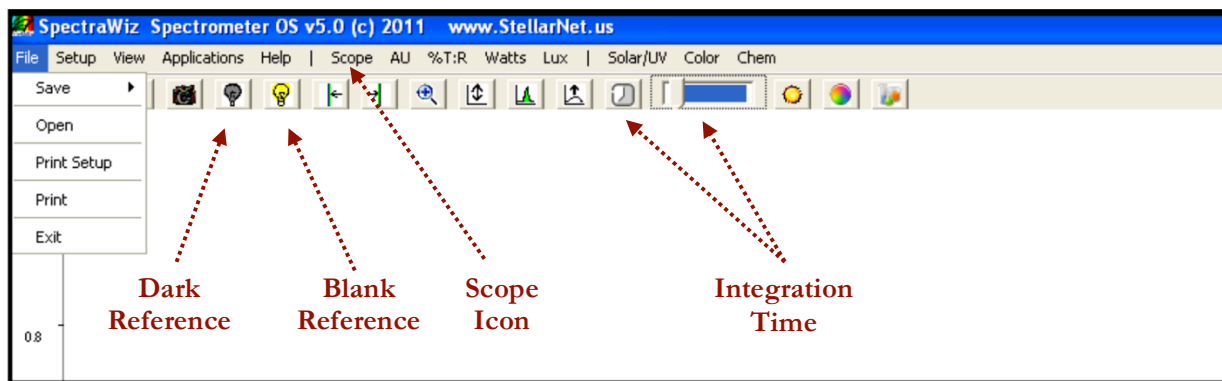 SpectraWiz Spectrometer OS v5.0 (c) 2011 www.StellarNet.us
File Setup View Applications Help | Scope AU %T:R Watts Lux | Solar/UV Color Chem
Save
Open
Print Setup
Print
Exit
Dark Reference
Blank Reference
Scope Icon
Integration Time
0.8